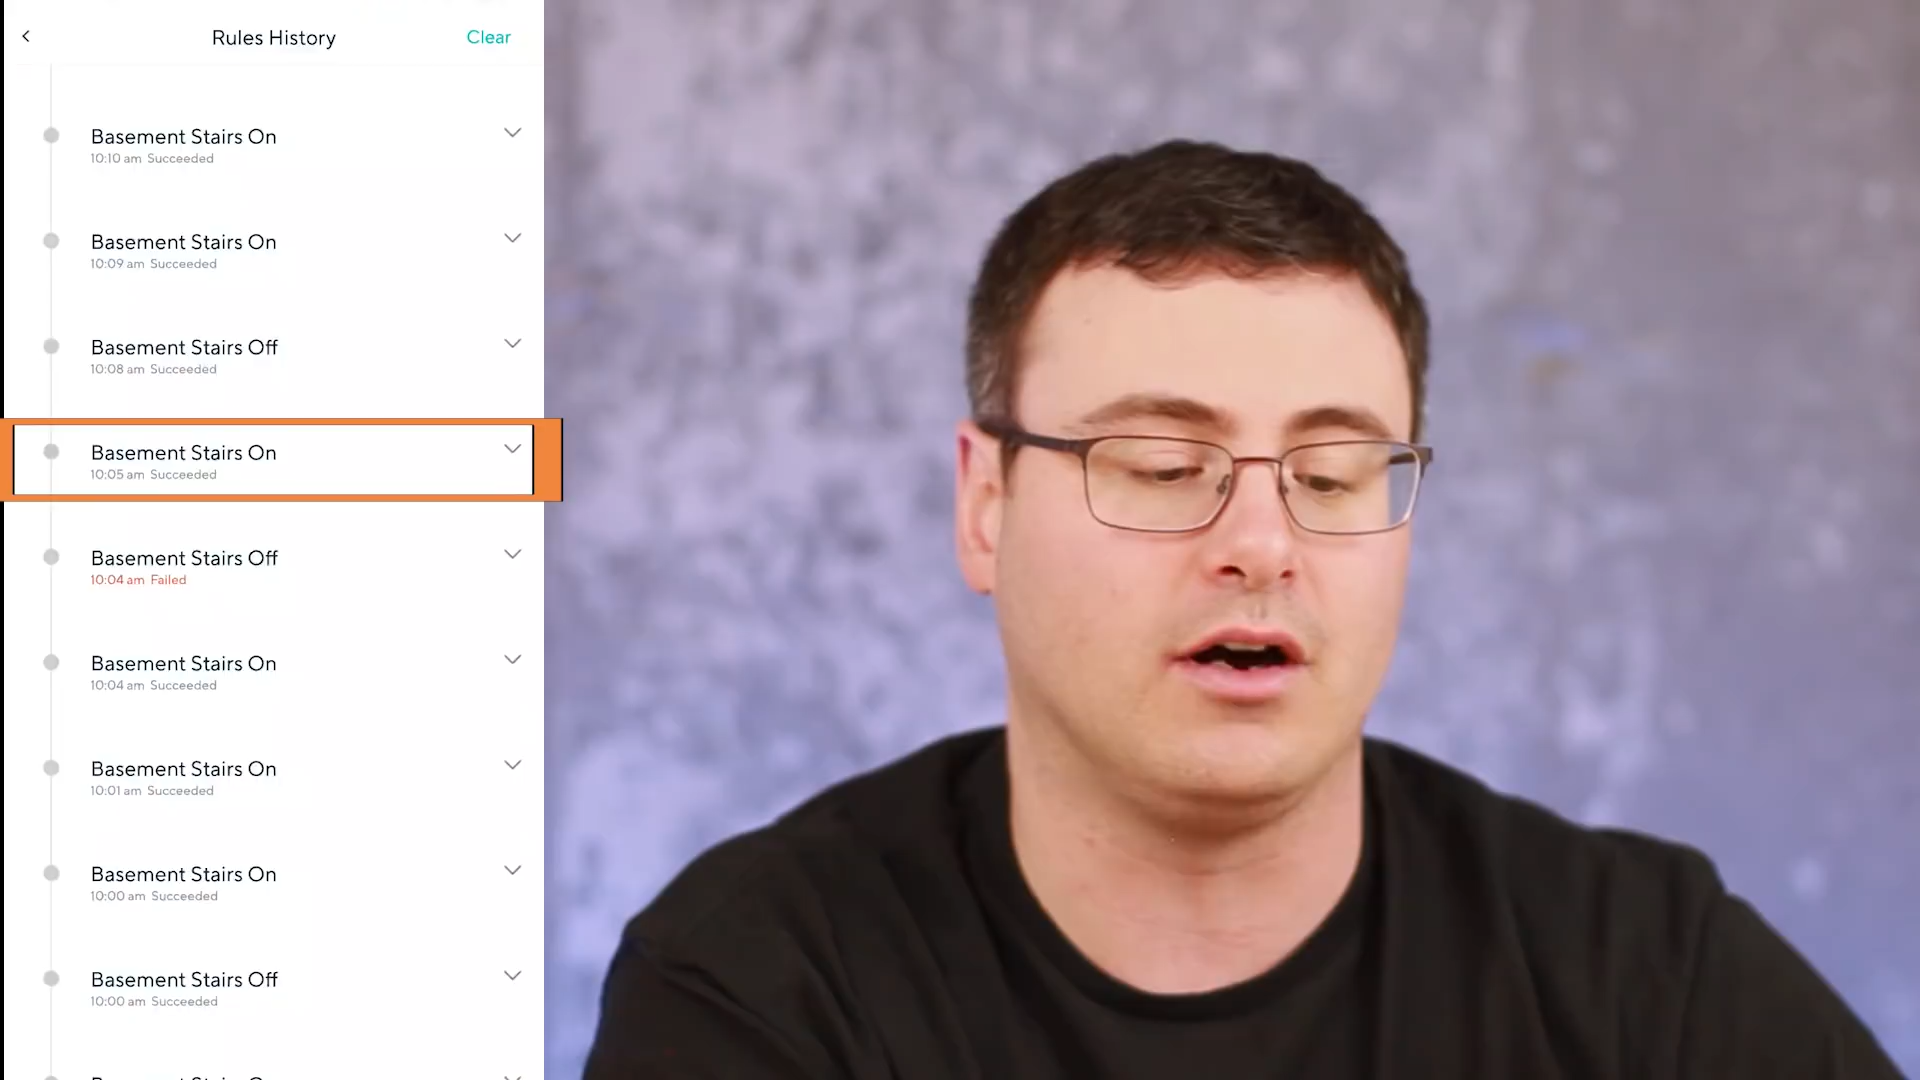 Rules History
Clear
Basement Stairs On
10:10 am Succeeded
Basement Stairs On
10:09 am Succeeded
Basement Stairs Off
10:08 am Succeeded
Basement Stairs On
10:05 am Succeeded
Basement Stairs Off
10:04 am Failed
Basement Stairs On
10:04 am Succeeded
Basement Stairs On
10:01 am Succeeded
Basement Stairs On
10:00 am Succeeded
Basement Stairs Off
10:00 am Succeeded